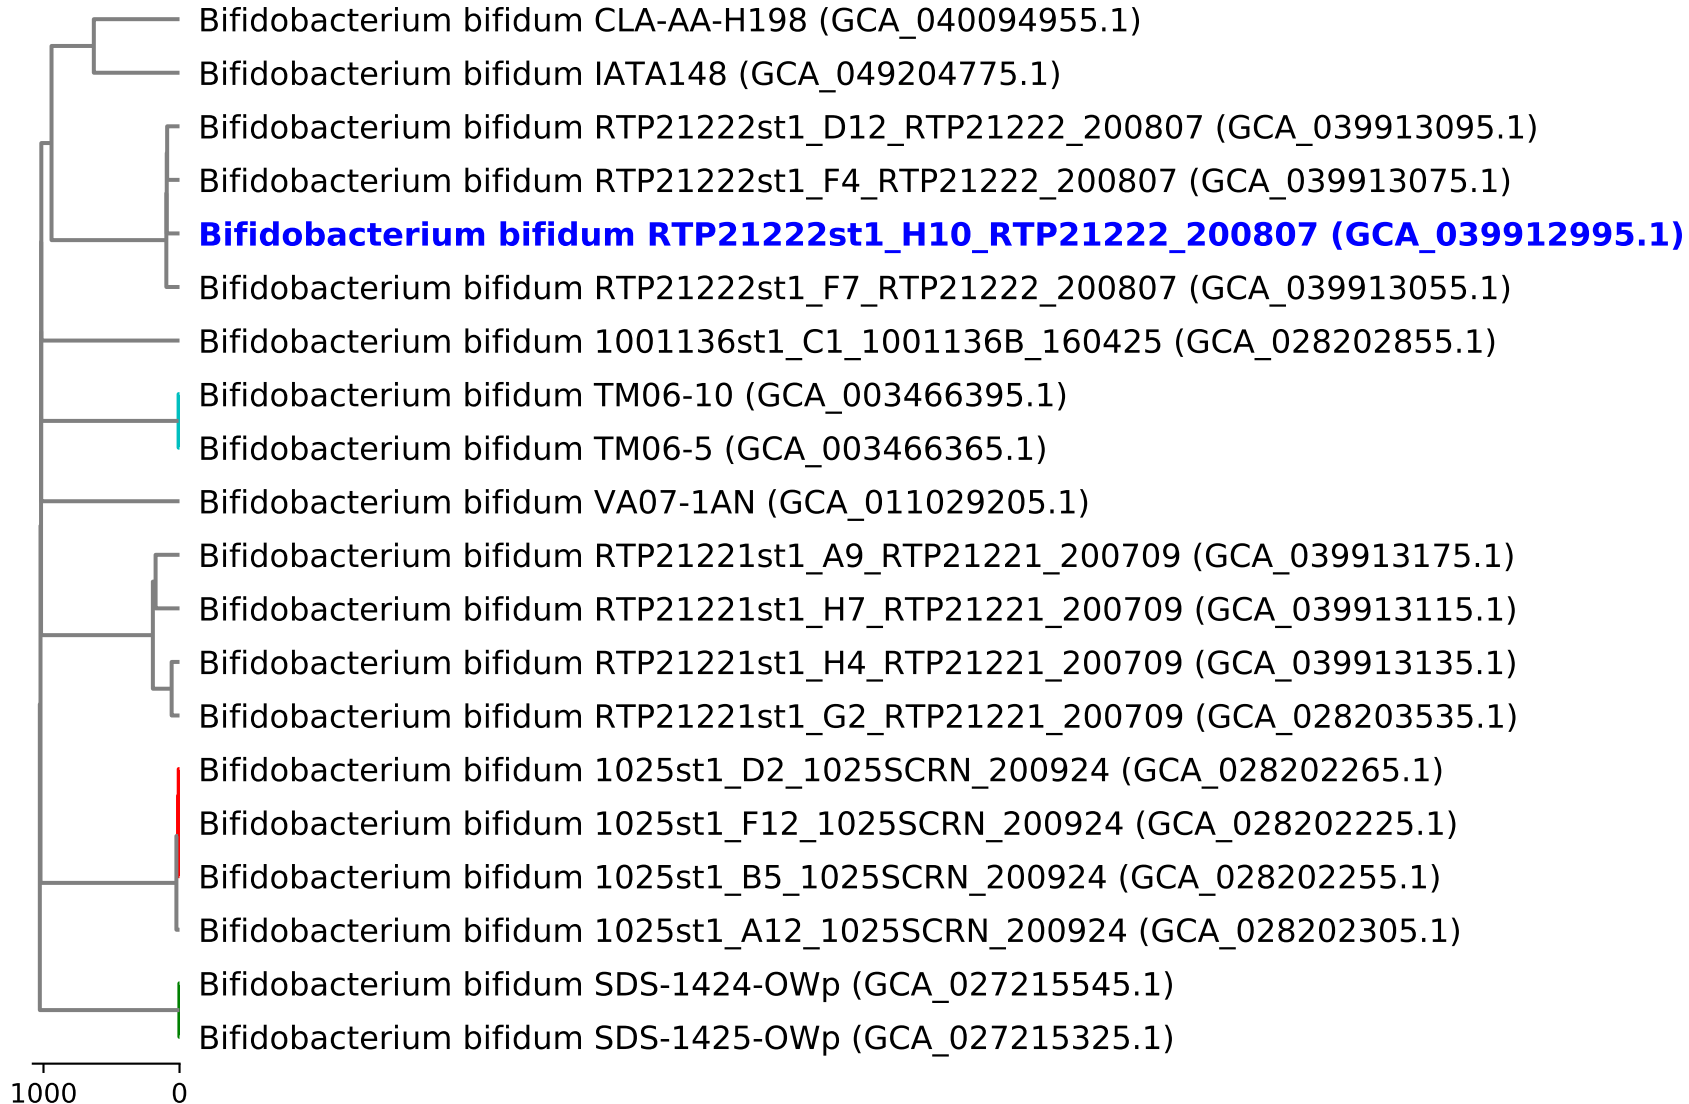 Bifidobacterium bifidum CLA-AA-H198 (GCA_040094955.1)
Bifidobacterium bifidum IATA148 (GCA_049204775.1)
Bifidobacterium bifidum RTP21222st1_D12_RTP21222_200807 (GCA_039913095.1)
Bifidobacterium bifidum RTP21222st1_F4_RTP21222_200807 (GCA_039913075.1)
Bifidobacterium bifidum RTP21222st1_H10_RTP21222_200807 (GCA_039912995.1)
Bifidobacterium bifidum RTP21222st1_F7_RTP21222_200807 (GCA_039913055.1)
Bifidobacterium bifidum 1001136st1_C1_1001136B_160425 (GCA_028202855.1)
Bifidobacterium bifidum TM06-10 (GCA_003466395.1)
Bifidobacterium bifidum TM06-5 (GCA_003466365.1)
Bifidobacterium bifidum VA07-1AN (GCA_011029205.1)
Bifidobacterium bifidum RTP21221st1_A9_RTP21221_200709 (GCA_039913175.1)
Bifidobacterium bifidum RTP21221st1_H7_RTP21221_200709 (GCA_039913115.1)
Bifidobacterium bifidum RTP21221st1_H4_RTP21221_200709 (GCA_039913135.1)
Bifidobacterium bifidum RTP21221st1_G2_RTP21221_200709 (GCA_028203535.1)
Bifidobacterium bifidum 1025st1_D2_1025SCRN_200924 (GCA_028202265.1)
Bifidobacterium bifidum 1025st1_F12_1025SCRN_200924 (GCA_028202225.1)
Bifidobacterium bifidum 1025st1_B5_1025SCRN_200924 (GCA_028202255.1)
Bifidobacterium bifidum 1025st1_A12_1025SCRN_200924 (GCA_028202305.1)
Bifidobacterium bifidum SDS-1424-OWp (GCA_027215545.1)
Bifidobacterium bifidum SDS-1425-OWp (GCA_027215325.1)
1000 0